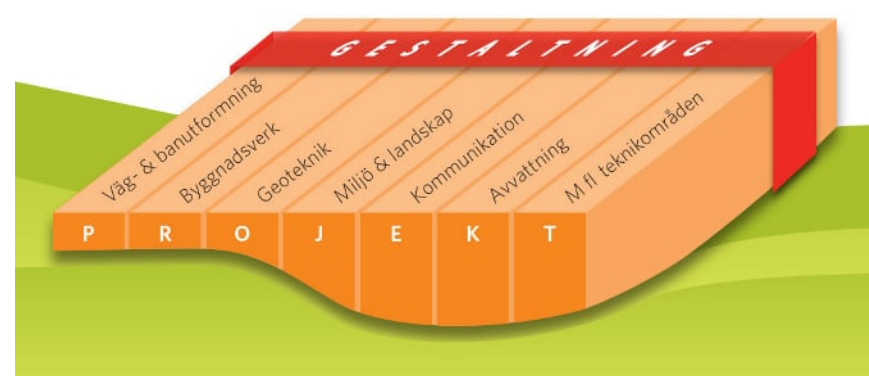 GESTALTNING
Väg- & banutformning
Byggnadsverk
Geoteknik
Miljö & landskap
Kommunikation
Avvattning
M fl teknikområden
P R O J E K T